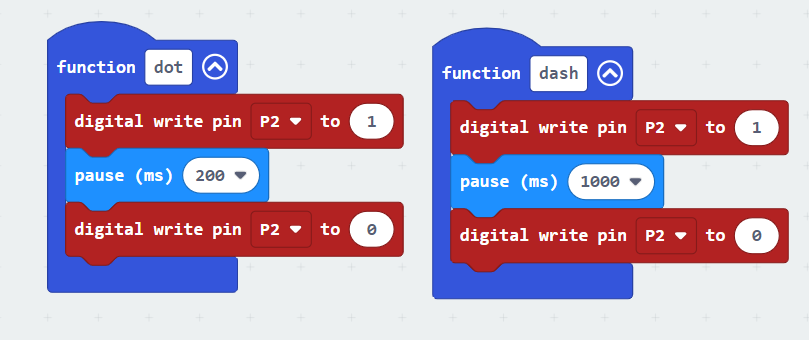 function dot
digital write pin P2 to 1
pause (ms) 200
digital write pin P2 to 0
function dash
digital write pin P2 to 1
pause (ms) 1000
digital write pin P2 to 0